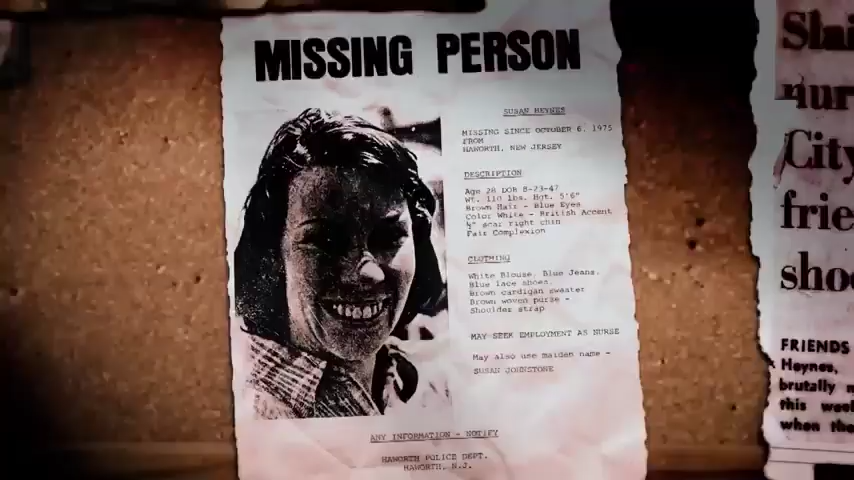 MISSING PERSON
SUSAN HEYNES
MISSING SINCE OCTOBER 6, 1975
FROM
HAWORTH, NEW JERSEY
DESCRIPTION
Age 28 DOB 8-23-47
Wt. 110 lbs. Hgt. 5'6"
Brown Hair - Blue Eyes
Color White - British Accent
½" scar right chin
Fair Complexion
CLOTHING
White Blouse, Blue Jeans,
Blue lace shoes,
Brown cardigan sweater
Brown woven purse -
Shoulder strap
MAY SEEK EMPLOYMENT AS NURSE
May also use maiden name -
SUSAN JOHNSTONE
ANY INFORMATION - NOTIFY
HAWORTH POLICE DEPT.
HAWORTH, N.J.
Slai
nur
City
frie
shoe
FRIENDS
Heynes,
brutally
this
when